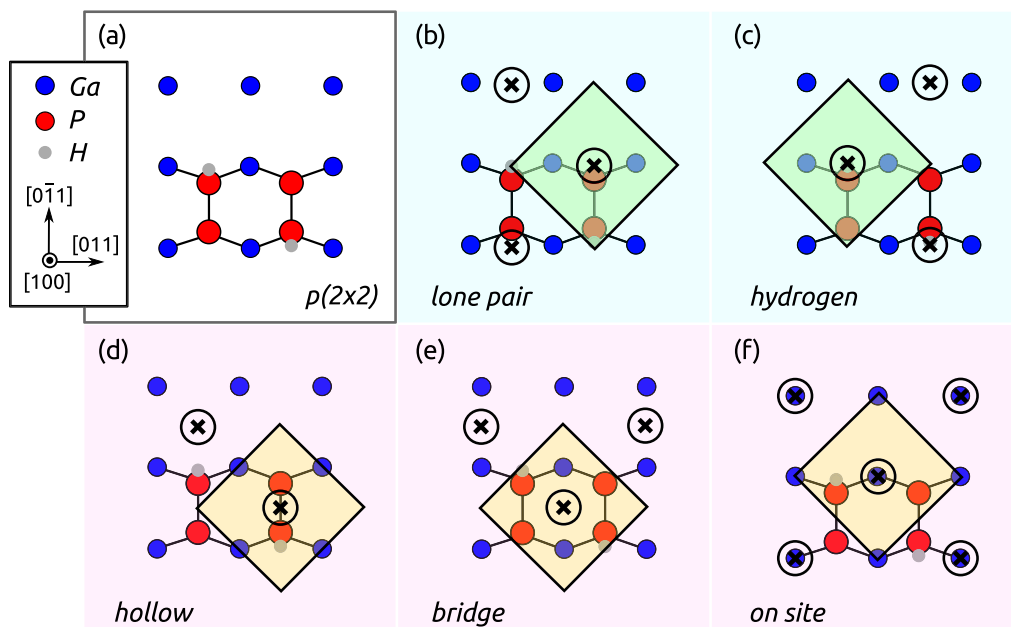 (a)
Ga
P
H
[01̄1]
[011]
[100]
p(2x2)
(b)
lone pair
(c)
hydrogen
(d)
hollow
(e)
bridge
(f)
on site